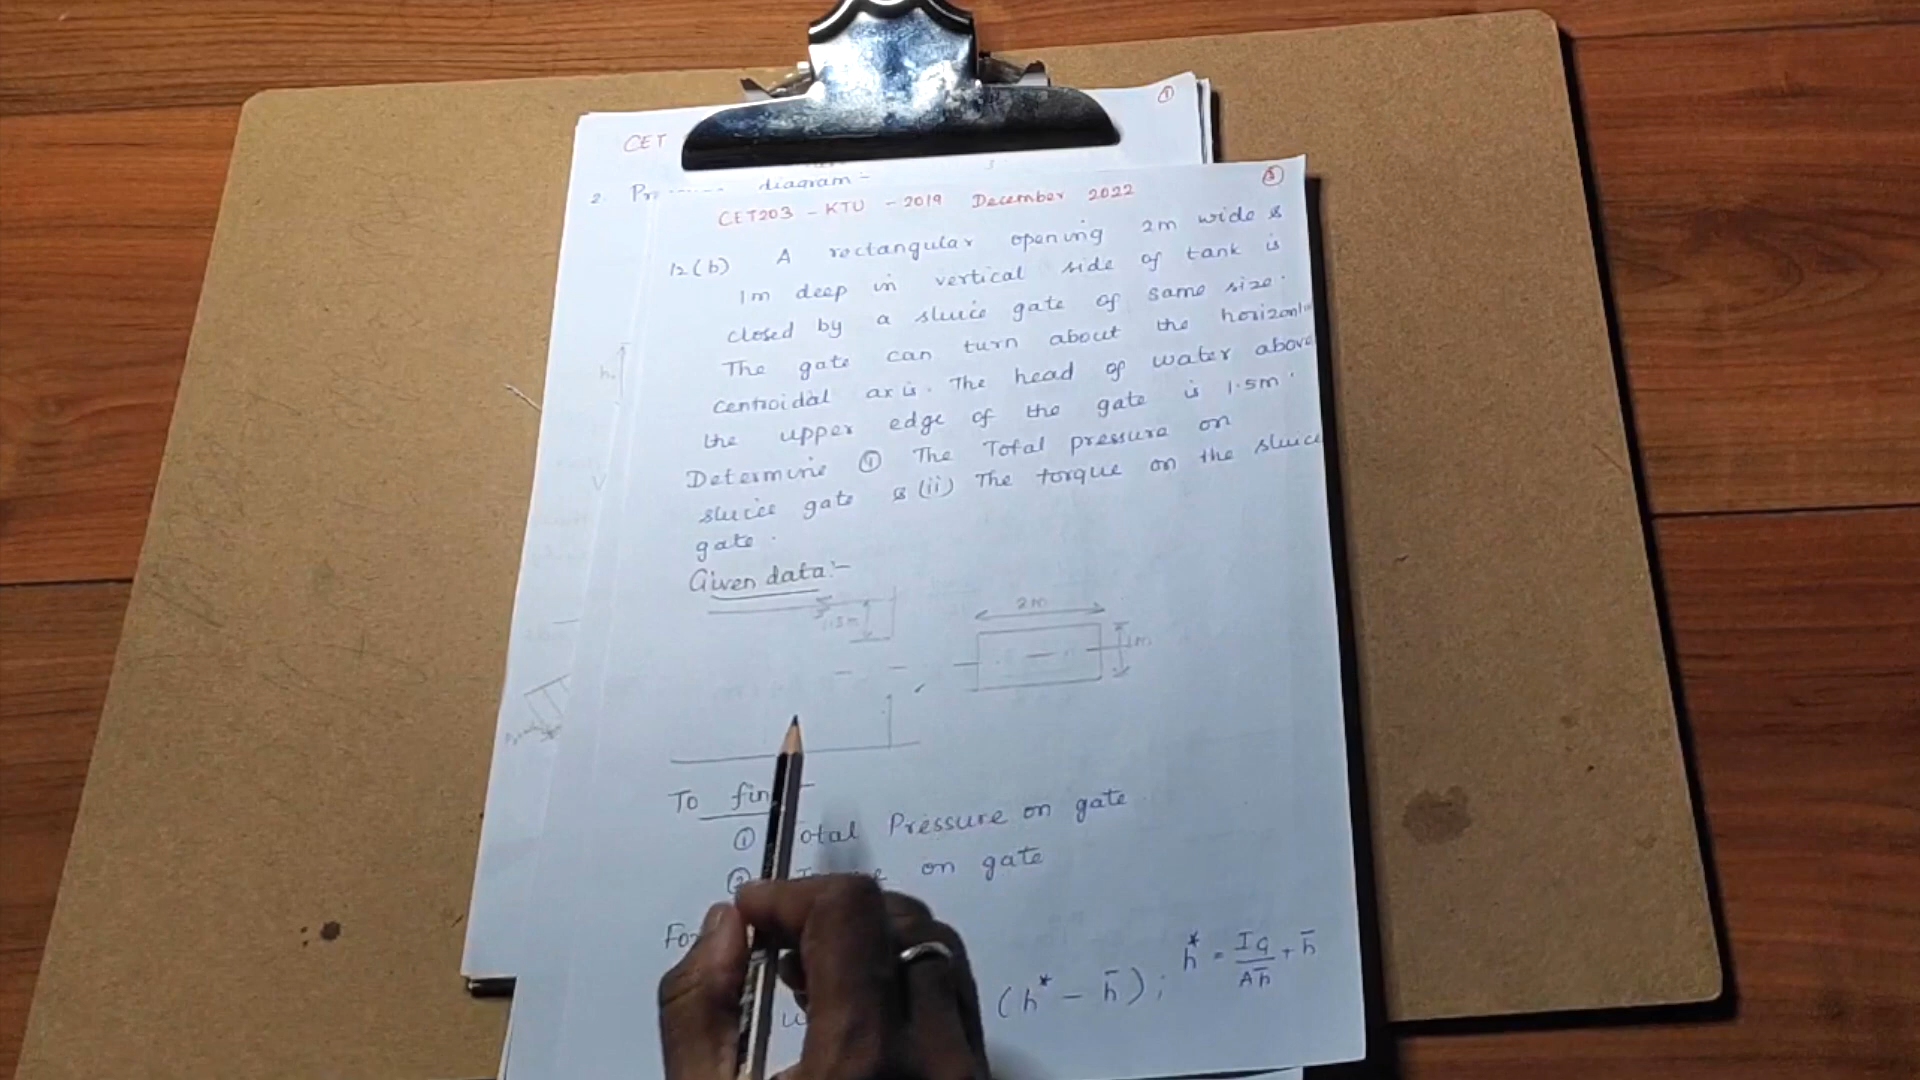 CET
2. diagram:-
CET203 - KTU - 2019 December 2022
3
12(b) A rectangular opening 2m wide &
1m deep in vertical side of tank is
closed by a sluice gate of same size.
The gate can turn about the horizontal
centroidal axis. The head of water above
the upper edge of the gate is 1.5m.
Determine (i) The Total pressure on
sluice gate & (ii) The torque on the sluice
gate.
Given data:-
1.5m
2m
1m
To
① Total Pressure on gate
② on gate
(h* - h̄); h* = IG/Ah̄ + h̄